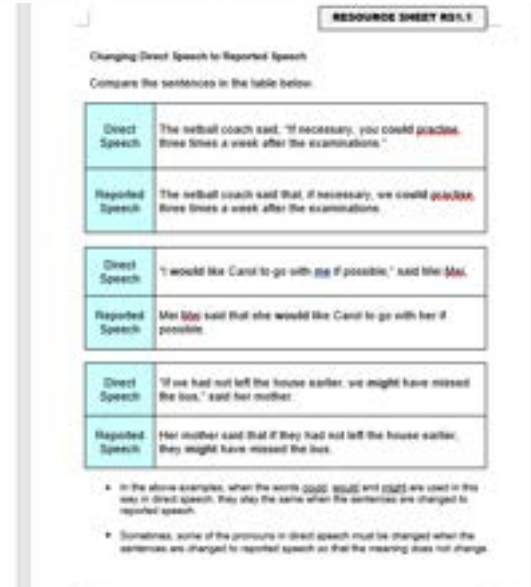 RESOURCE SHEET RS1.1
Changing Direct Speech to Reported Speech
Compare the sentences in the table below.
Direct Speech
The netball coach said, "If necessary, you could practise
three times a week after the examinations."
Reported Speech
The netball coach said that, if necessary, we could practise
three times a week after the examinations.
Direct Speech
"I would like Carol to go with me if possible," said Mei Mei.
Reported Speech
Mei Mei said that she would like Carol to go with her if
possible.
Direct Speech
"If we had not left the house earlier, we might have missed
the bus," said her mother.
Reported Speech
Her mother said that if they had not left the house earlier,
they might have missed the bus.
• In the above examples, when the words could, would and might are used in this
way in direct speech, they stay the same when the sentences are changed to
reported speech.
• Sometimes, some of the pronouns in direct speech must be changed when the
sentences are changed to reported speech so that the meaning does not change.